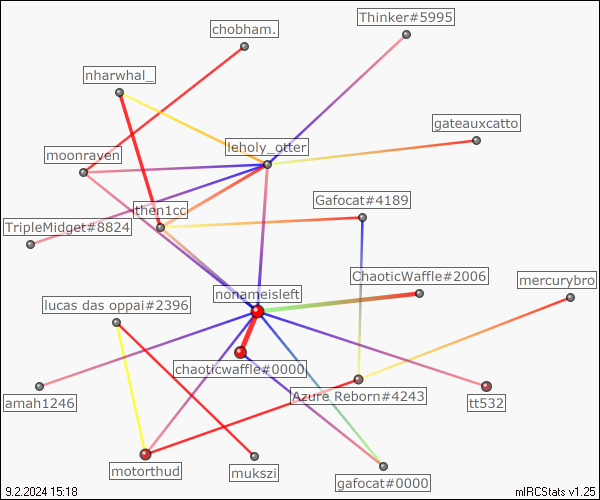 Thinker#5995
chobham.
nharwhal_
gateauxcatto
leholy_otter
moonraven
Gafocat#4189
then1cc
TripleMidget#8824
ChaoticWaffle#2006
mercurybro
nonameisleft
lucas das oppai#2396
chaoticwaffle#0000
Azure Reborn#4243
amah1246
tt532
motorthud
mukszi
gafocat#0000
9.2.2024 15:18
mIRCStats v1.25